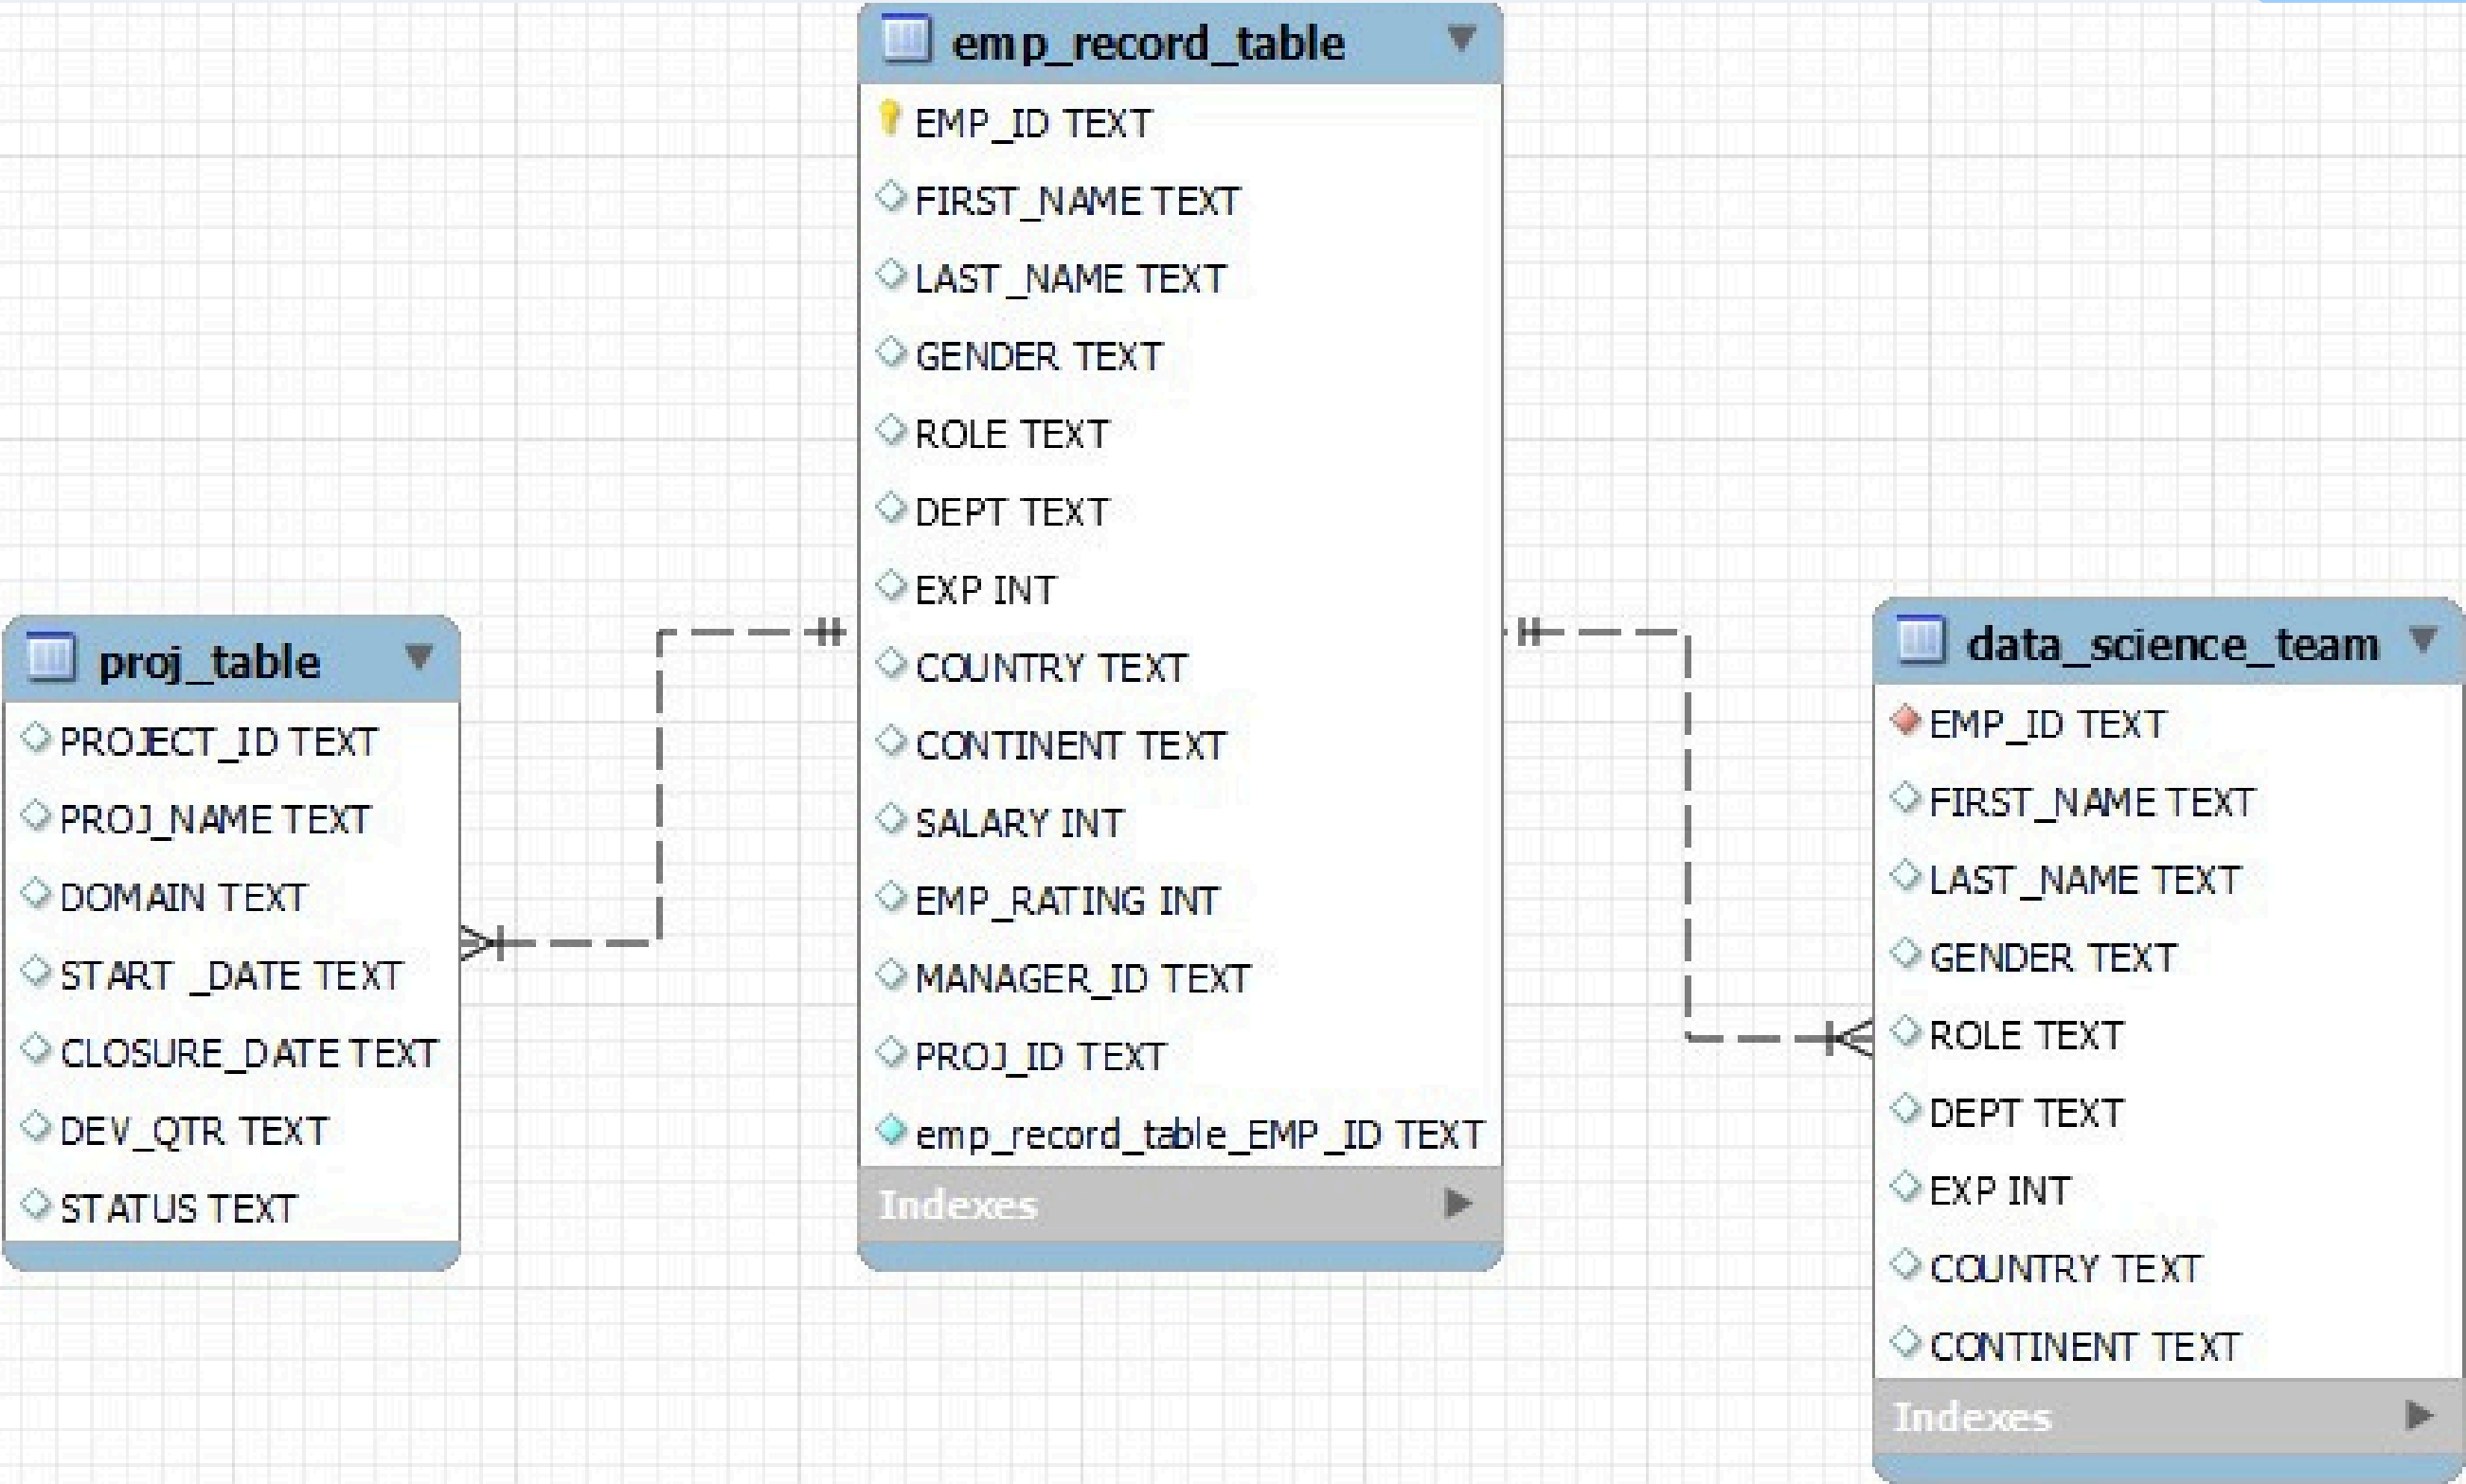 emp_record_table
EMP_ID TEXT
FIRST_NAME TEXT
LAST_NAME TEXT
GENDER TEXT
ROLE TEXT
DEPT TEXT
EXP INT
COUNTRY TEXT
CONTINENT TEXT
SALARY INT
EMP_RATING INT
MANAGER_ID TEXT
PROJ_ID TEXT
emp_record_table_EMP_ID TEXT
Indexes
proj_table
PROJECT_ID TEXT
PROJ_NAME TEXT
DOMAIN TEXT
START _DATE TEXT
CLOSURE_DATE TEXT
DEV_QTR TEXT
STATUS TEXT
data_science_team
EMP_ID TEXT
FIRST_NAME TEXT
LAST_NAME TEXT
GENDER TEXT
ROLE TEXT
DEPT TEXT
EXP INT
COUNTRY TEXT
CONTINENT TEXT
Indexes